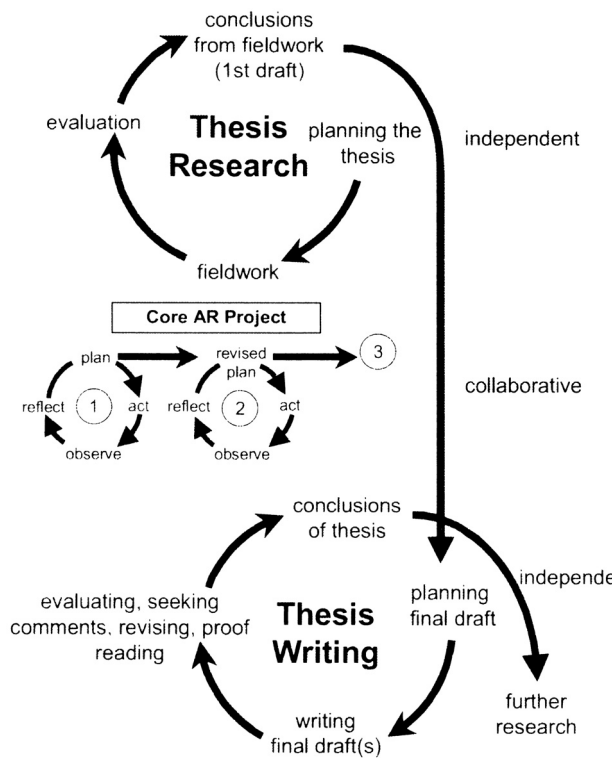 conclusions
from fieldwork
(1st draft)
evaluation
Thesis
Research
planning the
thesis
independent
fieldwork
Core AR Project
plan
revised
plan
3
reflect
1
act
reflect
2
act
observe
observe
collaborative
conclusions
of thesis
independe
evaluating, seeking
comments, revising, proof
reading
Thesis
Writing
planning
final draft
further
research
writing
final draft(s)